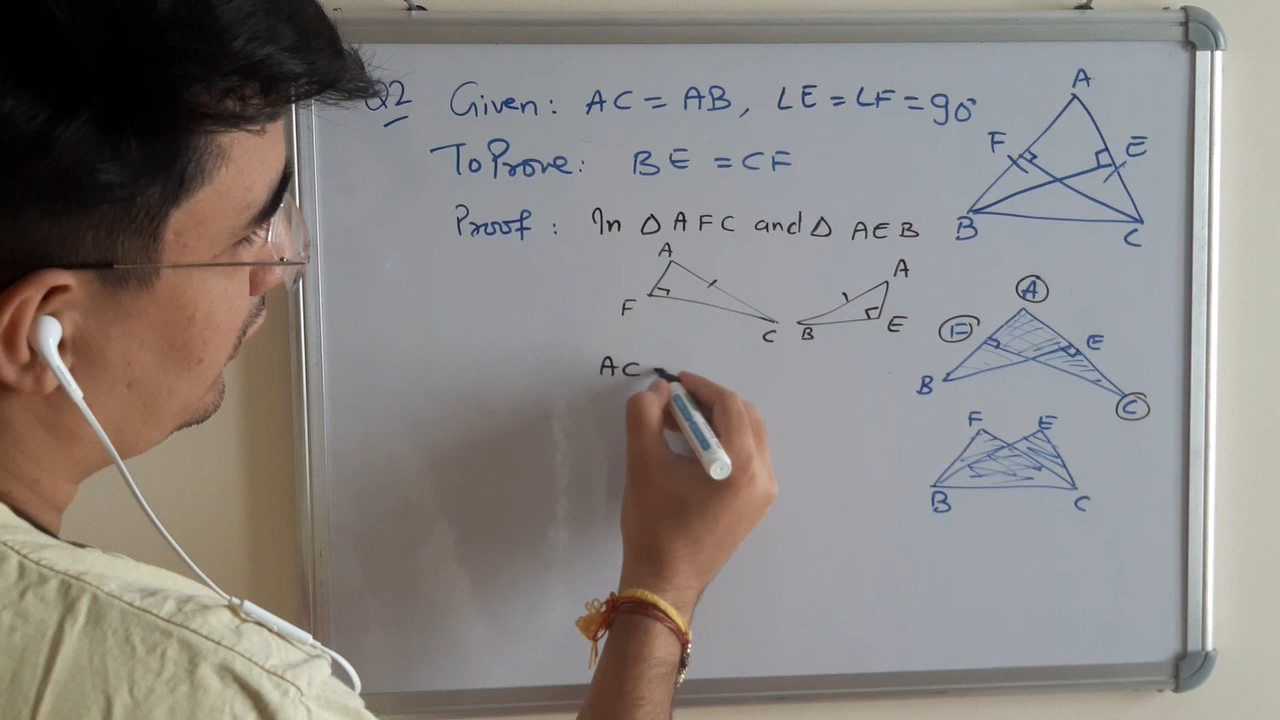 Q2 Given: AC = AB, ∠E = ∠F = 90°
To Prove: BE = CF
Proof: In △ AFC and △ AEB
A
F
E
B
C
A
F
C
A
B
E
A
F
E
B
C
AC
F
E
B
C